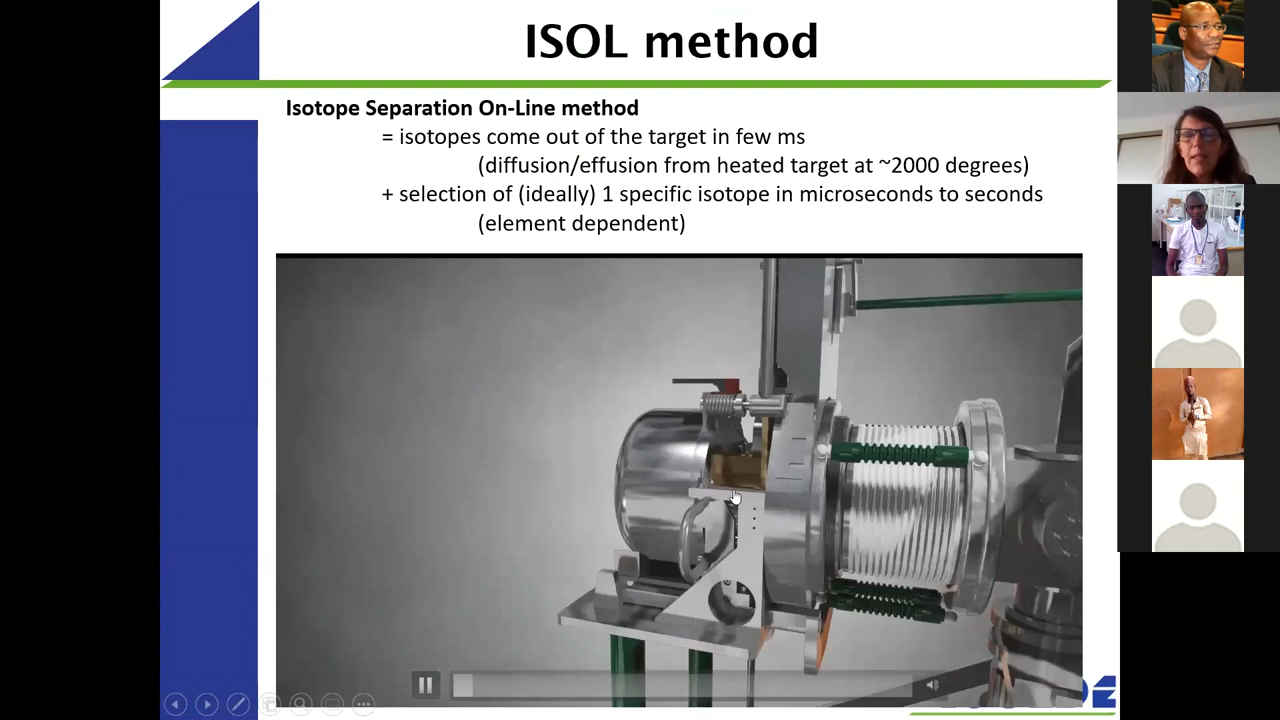 ISOL method
Isotope Separation On-Line method
= isotopes come out of the target in few ms
(diffusion/effusion from heated target at ~2000 degrees)
+ selection of (ideally) 1 specific isotope in microseconds to seconds
(element dependent)